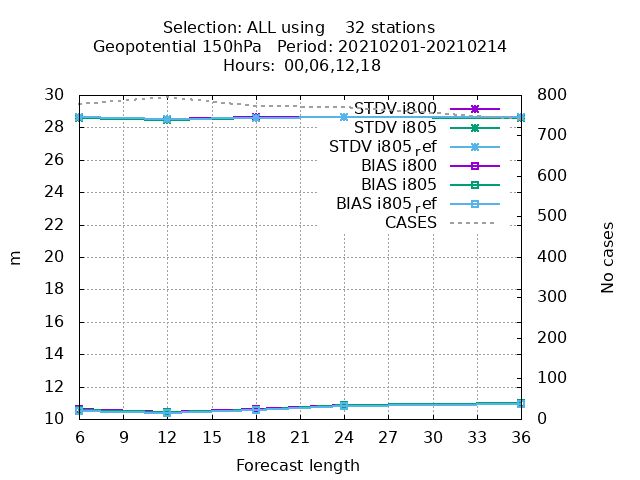 Selection: ALL using 32 stations
Geopotential 150hPa Period: 20210201-20210214
Hours: 00,06,12,18
30 800
28 700
26 600
24 500
22 400
20 300
18 200
16 100
14 0
12
10
STDV i800
STDV i805
STDV i805ref
BIAS i800
BIAS i805
BIAS i805ref
CASES
m
No cases
6 9 12 15 18 21 24 27 30 33 36
Forecast length